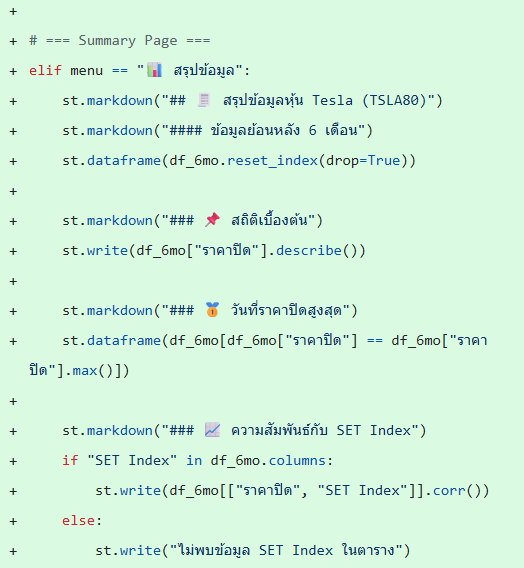 +
+ # === Summary Page ===
+ elif menu == "📊 สรุปข้อมูล":
+     st.markdown("## 🧾 สรุปข้อมูลหุ้น Tesla (TSLA80)")
+     st.markdown("#### ข้อมูลย้อนหลัง 6 เดือน")
+     st.dataframe(df_6mo.reset_index(drop=True))
+
+     st.markdown("### 📌 สถิติเบื้องต้น")
+     st.write(df_6mo["ราคาปิด"].describe())
+
+     st.markdown("### 🥇 วันที่ราคาปิดสูงสุด")
+     st.dataframe(df_6mo[df_6mo["ราคาปิด"] == df_6mo["ราคา
ปิด"].max()])
+
+     st.markdown("### 📈 ความสัมพันธ์กับ SET Index")
+     if "SET Index" in df_6mo.columns:
+         st.write(df_6mo[["ราคาปิด", "SET Index"]].corr())
+     else:
+         st.write("ไม่พบข้อมูล SET Index ในตาราง")